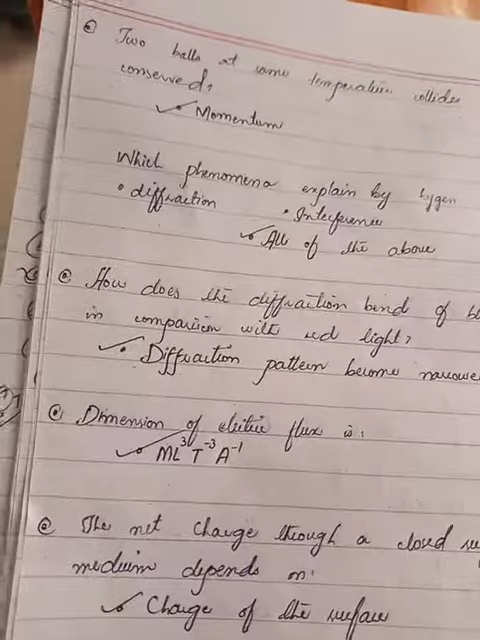 Two balls at same temperature collides
conserved?
Momentum
Which phenomena explain by hygen
• diffraction
• Interference
All of the above
How does the diffraction bend of
in comparison with red light?
• Diffraction pattern become narrowe
Dimension of electric flux is:
• ML³T⁻³A⁻¹
The net charge through a closed
medium depends on:
Charge of the surface